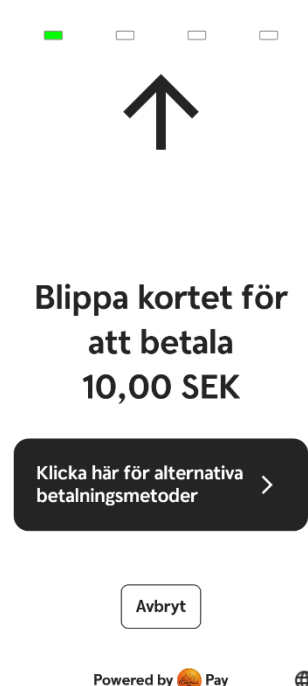 Blippa kortet för
att betala
10,00 SEK
Klicka här för alternativa
betalningsmetoder
Avbryt
Powered by Pay